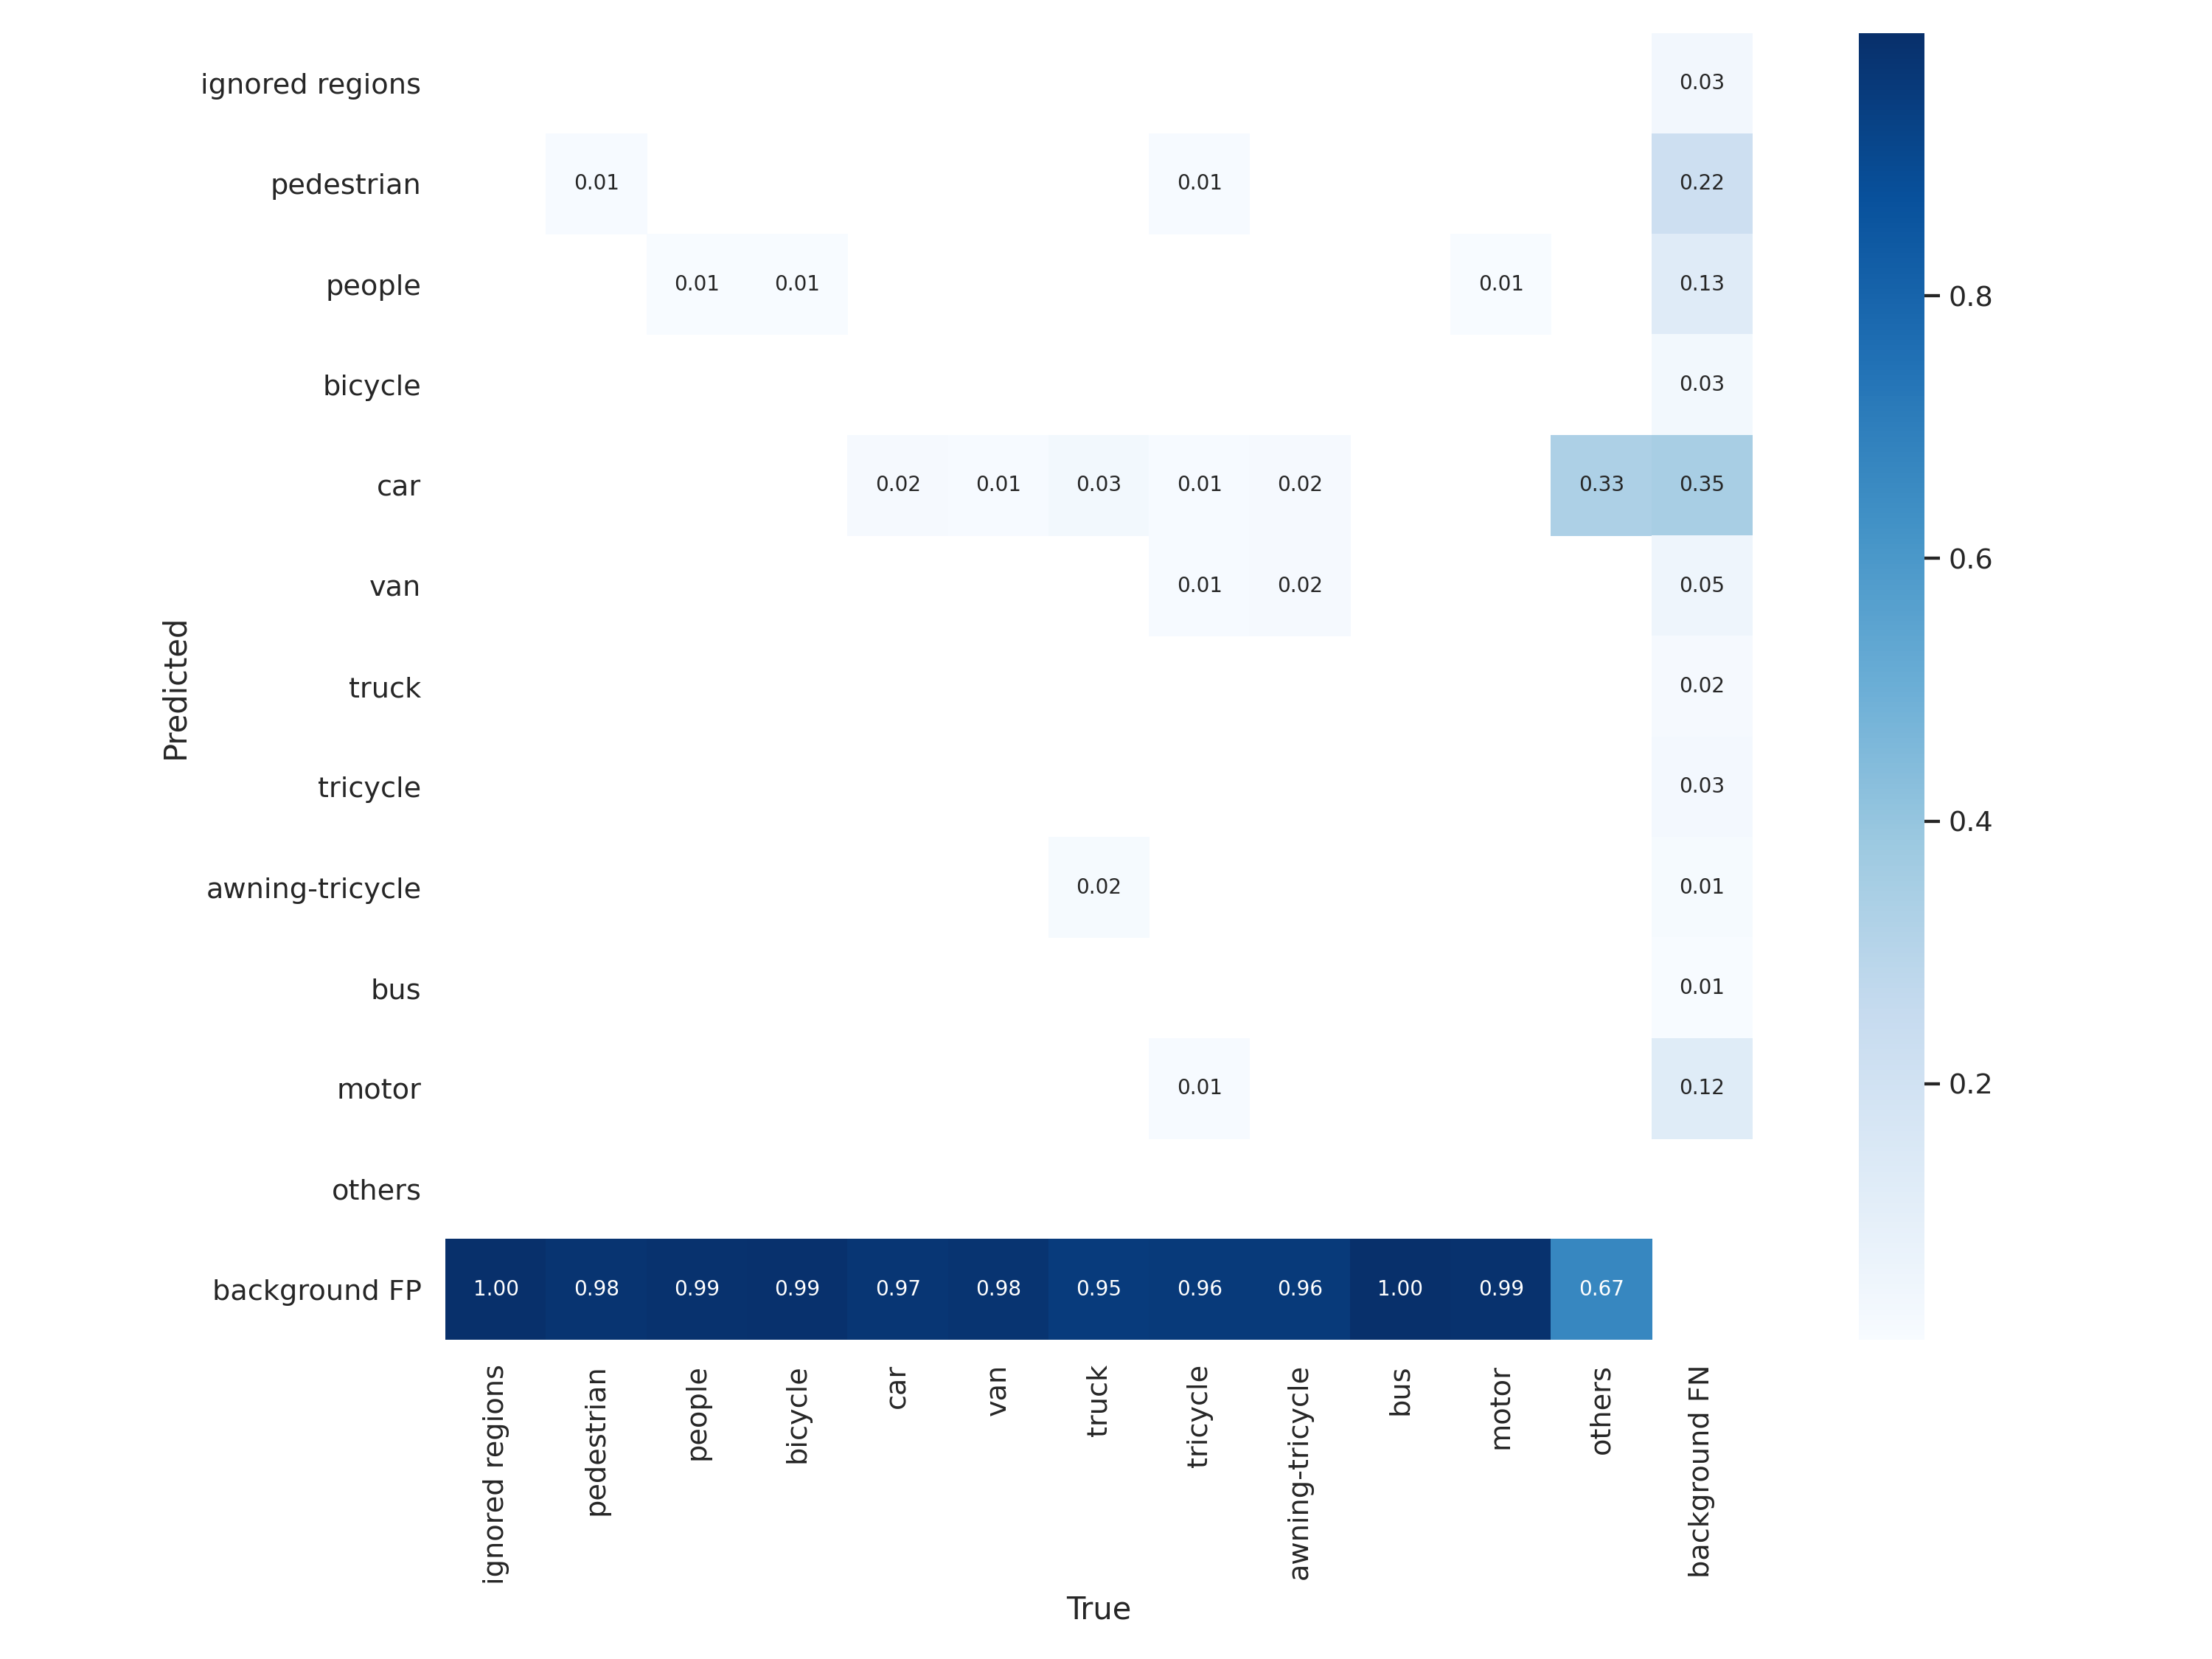 ignored regions 0.03
pedestrian 0.01 0.01 0.22
people 0.01 0.01 0.01 0.13
0.8
bicycle 0.03
car 0.02 0.01 0.03 0.01 0.02 0.33 0.35
0.6
van 0.01 0.02 0.05
Predicted
truck 0.02
tricycle 0.03
0.4
awning-tricycle 0.02 0.01
bus 0.01
motor 0.01 0.12
0.2
others
background FP 1.00 0.98 0.99 0.99 0.97 0.98 0.95 0.96 0.96 1.00 0.99 0.67
ignored regions
pedestrian
people
bicycle
car
van
truck
tricycle
awning-tricycle
bus
motor
others
background FN
True